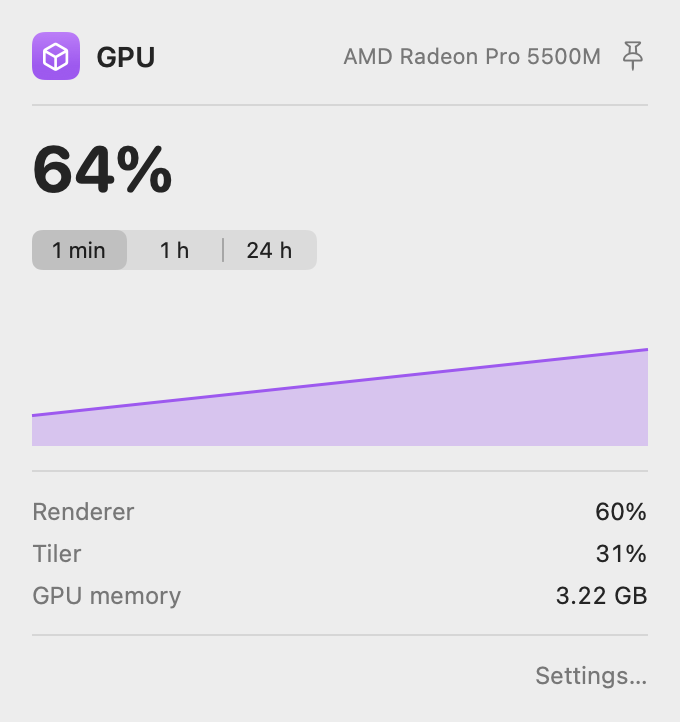 GPU
AMD Radeon Pro 5500M
64%
1 min 1 h 24 h
Renderer 60%
Tiler 31%
GPU memory 3.22 GB
Settings...